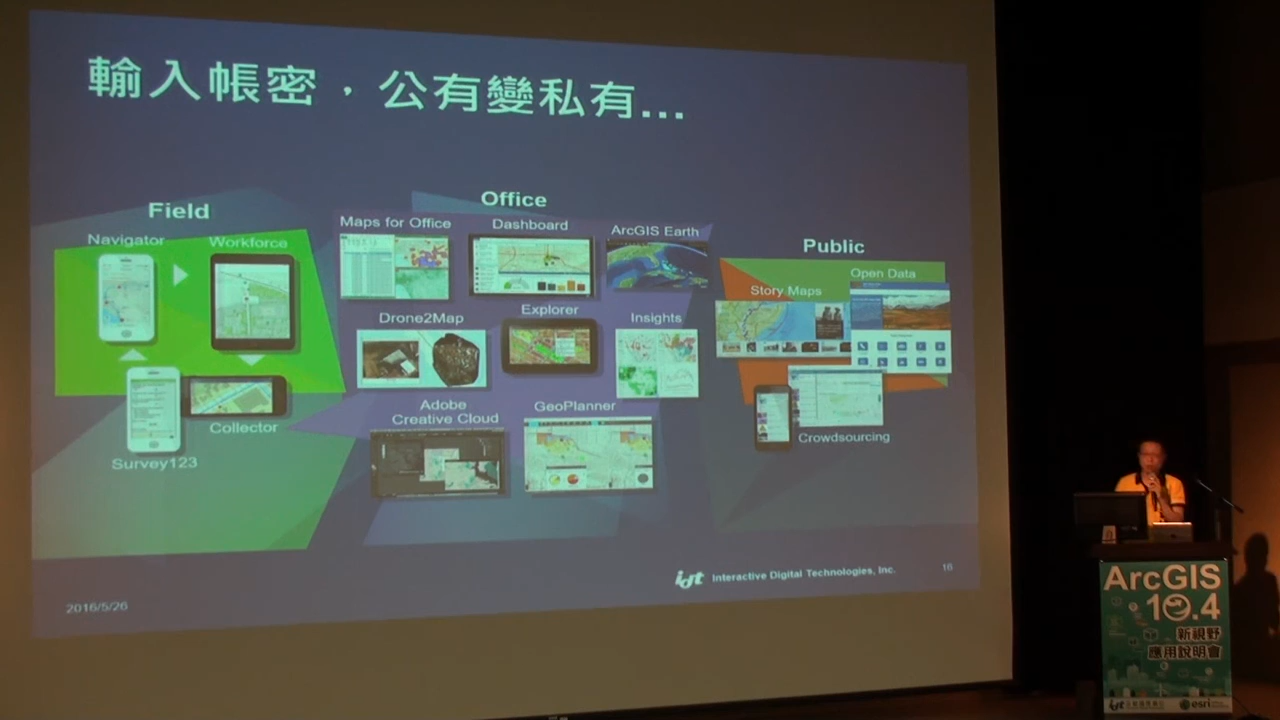 輸入帳密，公有變私有...
Field
Navigator
Workforce
Survey123
Collector
Office
Maps for Office
Dashboard
ArcGIS Earth
Drone2Map
Explorer
Insights
Adobe
Creative Cloud
GeoPlanner
Public
Story Maps
Open Data
Crowdsourcing
2016/5/26
idt Interactive Digital Technologies, Inc.
16
ArcGIS
10.4
新視野
應用說明會
idt
esri